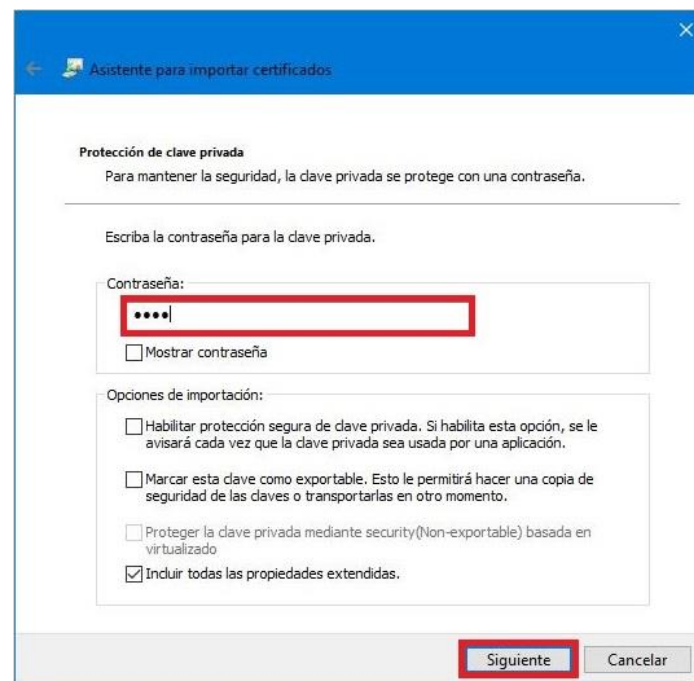 Asistente para importar certificados
Protección de clave privada
Para mantener la seguridad, la clave privada se protege con una contraseña.
Escriba la contraseña para la clave privada.
Contraseña:
••••
Mostrar contraseña
Opciones de importación:
Habilitar protección segura de clave privada. Si habilita esta opción, se le
avisará cada vez que la clave privada sea usada por una aplicación.
Marcar esta clave como exportable. Esto le permitirá hacer una copia de
seguridad de las claves o transportarlas en otro momento.
Proteger la clave privada mediante security(Non-exportable) basada en
virtualizado
Incluir todas las propiedades extendidas.
Siguiente
Cancelar